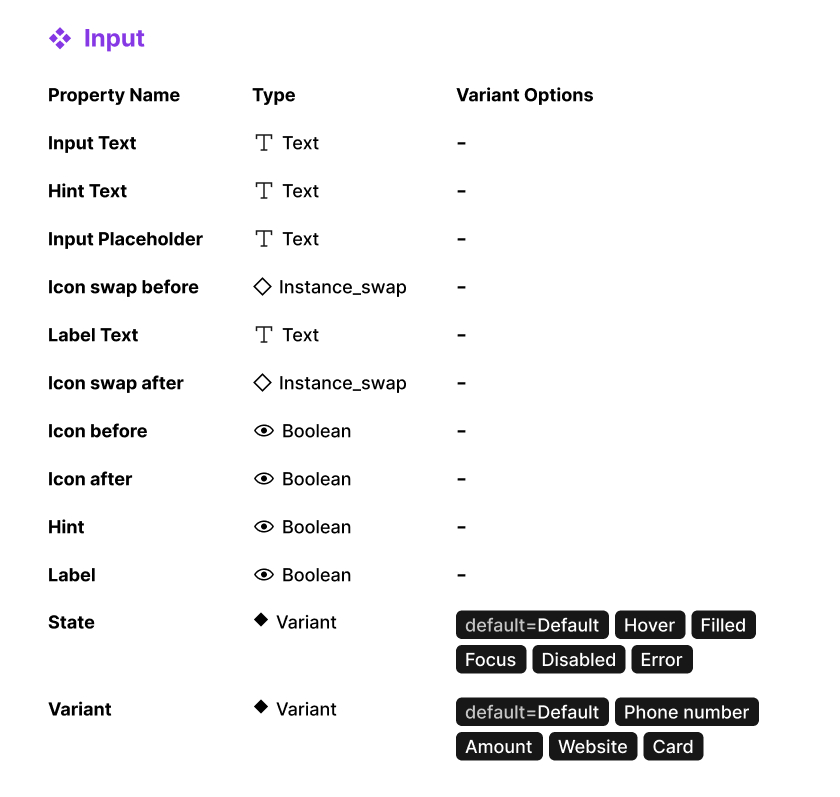 Input
Property Name Type Variant Options
Input Text Text -
Hint Text Text -
Input Placeholder Text -
Icon swap before Instance_swap -
Label Text Text -
Icon swap after Instance_swap -
Icon before Boolean -
Icon after Boolean -
Hint Boolean -
Label Boolean -
State Variant default=Default Hover Filled
Focus Disabled Error
Variant Variant default=Default Phone number
Amount Website Card